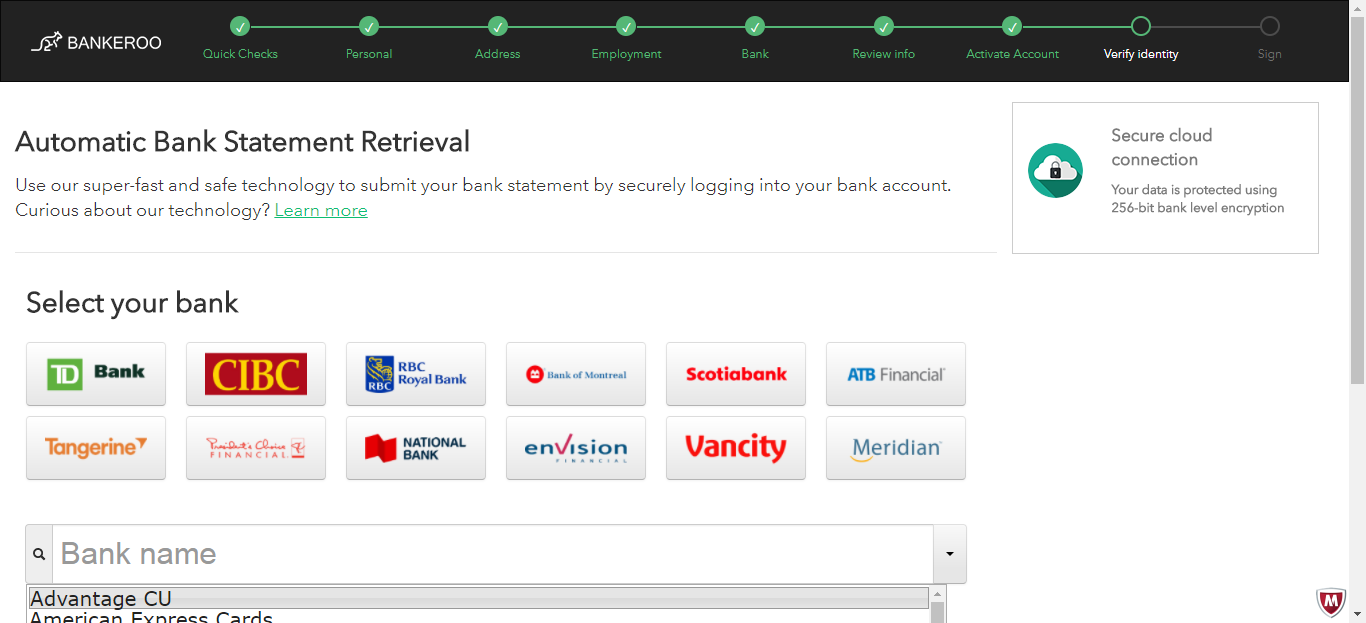 BANKEROO
Quick Checks
Personal
Address
Employment
Bank
Review info
Activate Account
Verify identity
Sign
Automatic Bank Statement Retrieval
Use our super-fast and safe technology to submit your bank statement by securely logging into your bank account.
Curious about our technology? Learn more
Secure cloud
connection
Your data is protected using
256-bit bank level encryption
Select your bank
TD Bank
CIBC
RBC
RBC
Royal Bank
Bank of Montreal
Scotiabank
ATB Financial
Tangerine
President's Choice
FINANCIAL
NATIONAL
BANK
envision
FINANCIAL
Vancity
Meridian
Bank name
Advantage CU
American Express Cards
M